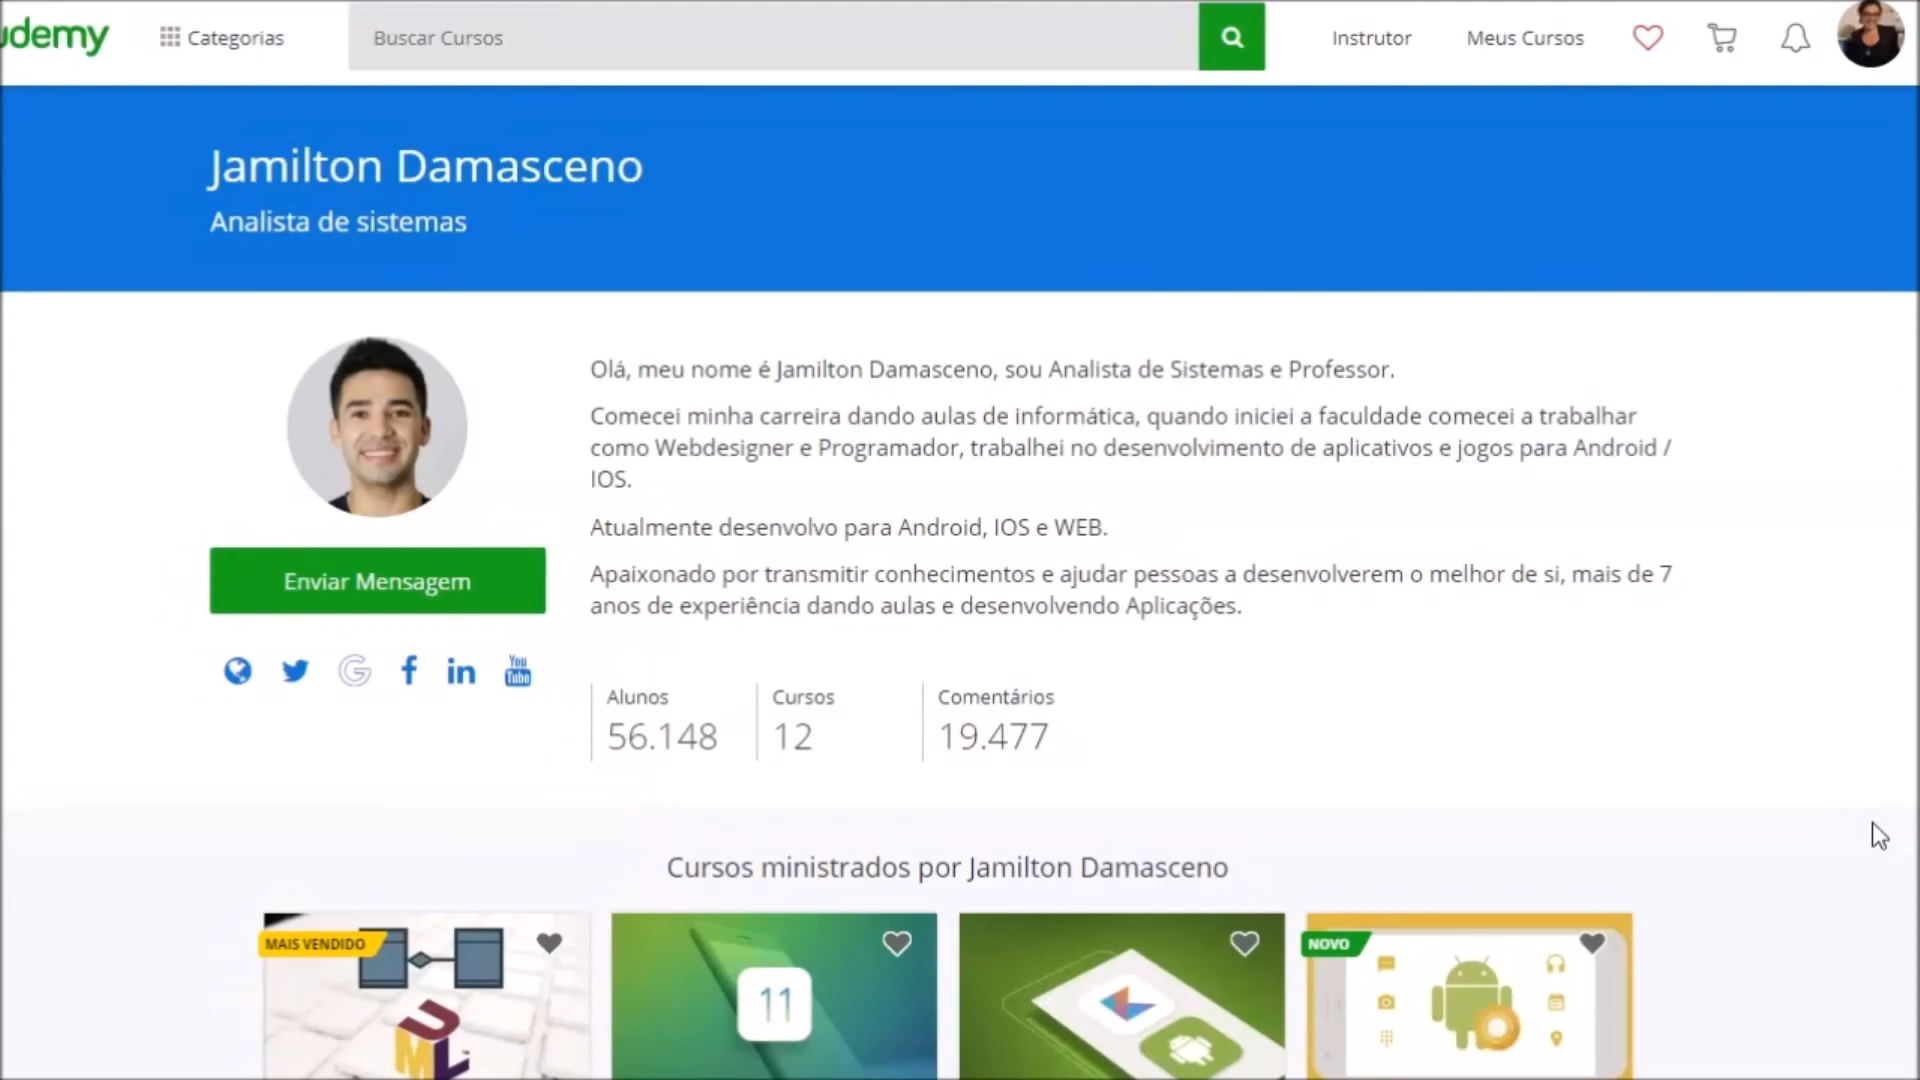 udemy
Categorias
Buscar Cursos
Instrutor
Meus Cursos
Jamilton Damasceno
Analista de sistemas
Olá, meu nome é Jamilton Damasceno, sou Analista de Sistemas e Professor.
Comecei minha carreira dando aulas de informática, quando iniciei a faculdade comecei a trabalhar
como Webdesigner e Programador, trabalhei no desenvolvimento de aplicativos e jogos para Android /
IOS.
Atualmente desenvolvo para Android, IOS e WEB.
Apaixonado por transmitir conhecimentos e ajudar pessoas a desenvolverem o melhor de si, mais de 7
anos de experiência dando aulas e desenvolvendo Aplicações.
Enviar Mensagem
You
Tube
Alunos
56.148
Cursos
12
Comentários
19.477
Cursos ministrados por Jamilton Damasceno
MAIS VENDIDO
UML
11
NOVO